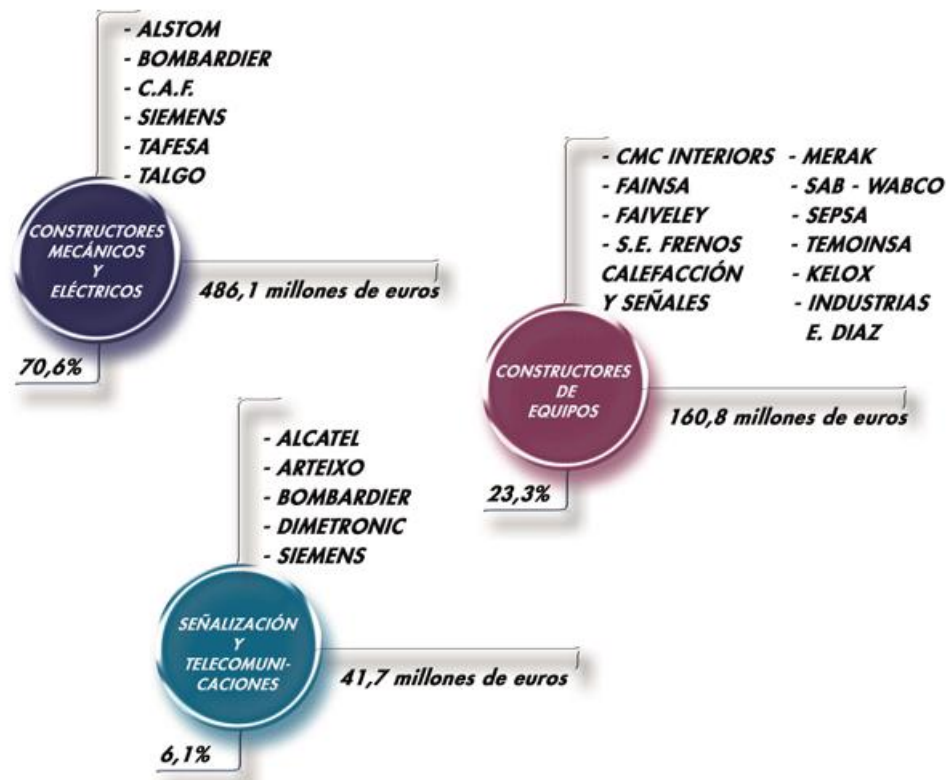 - ALSTOM
- BOMBARDIER
- C.A.F.
- SIEMENS
- TAFESA
- TALGO
CONSTRUCTORES
MECÁNICOS
Y
ELÉCTRICOS
486,1 millones de euros
70,6%
- CMC INTERIORS
- FAINSA
- FAIVELEY
- S.E. FRENOS
CALEFACCIÓN
Y SEÑALES
- MERAK
- SAB - WABCO
- SEPSA
- TEMOINSA
- KELOX
- INDUSTRIAS
E. DIAZ
CONSTRUCTORES
DE
EQUIPOS
160,8 millones de euros
23,3%
- ALCATEL
- ARTEIXO
- BOMBARDIER
- DIMETRONIC
- SIEMENS
SEÑALIZACIÓN
Y
TELECOMUNI-
CACIONES
41,7 millones de euros
6,1%